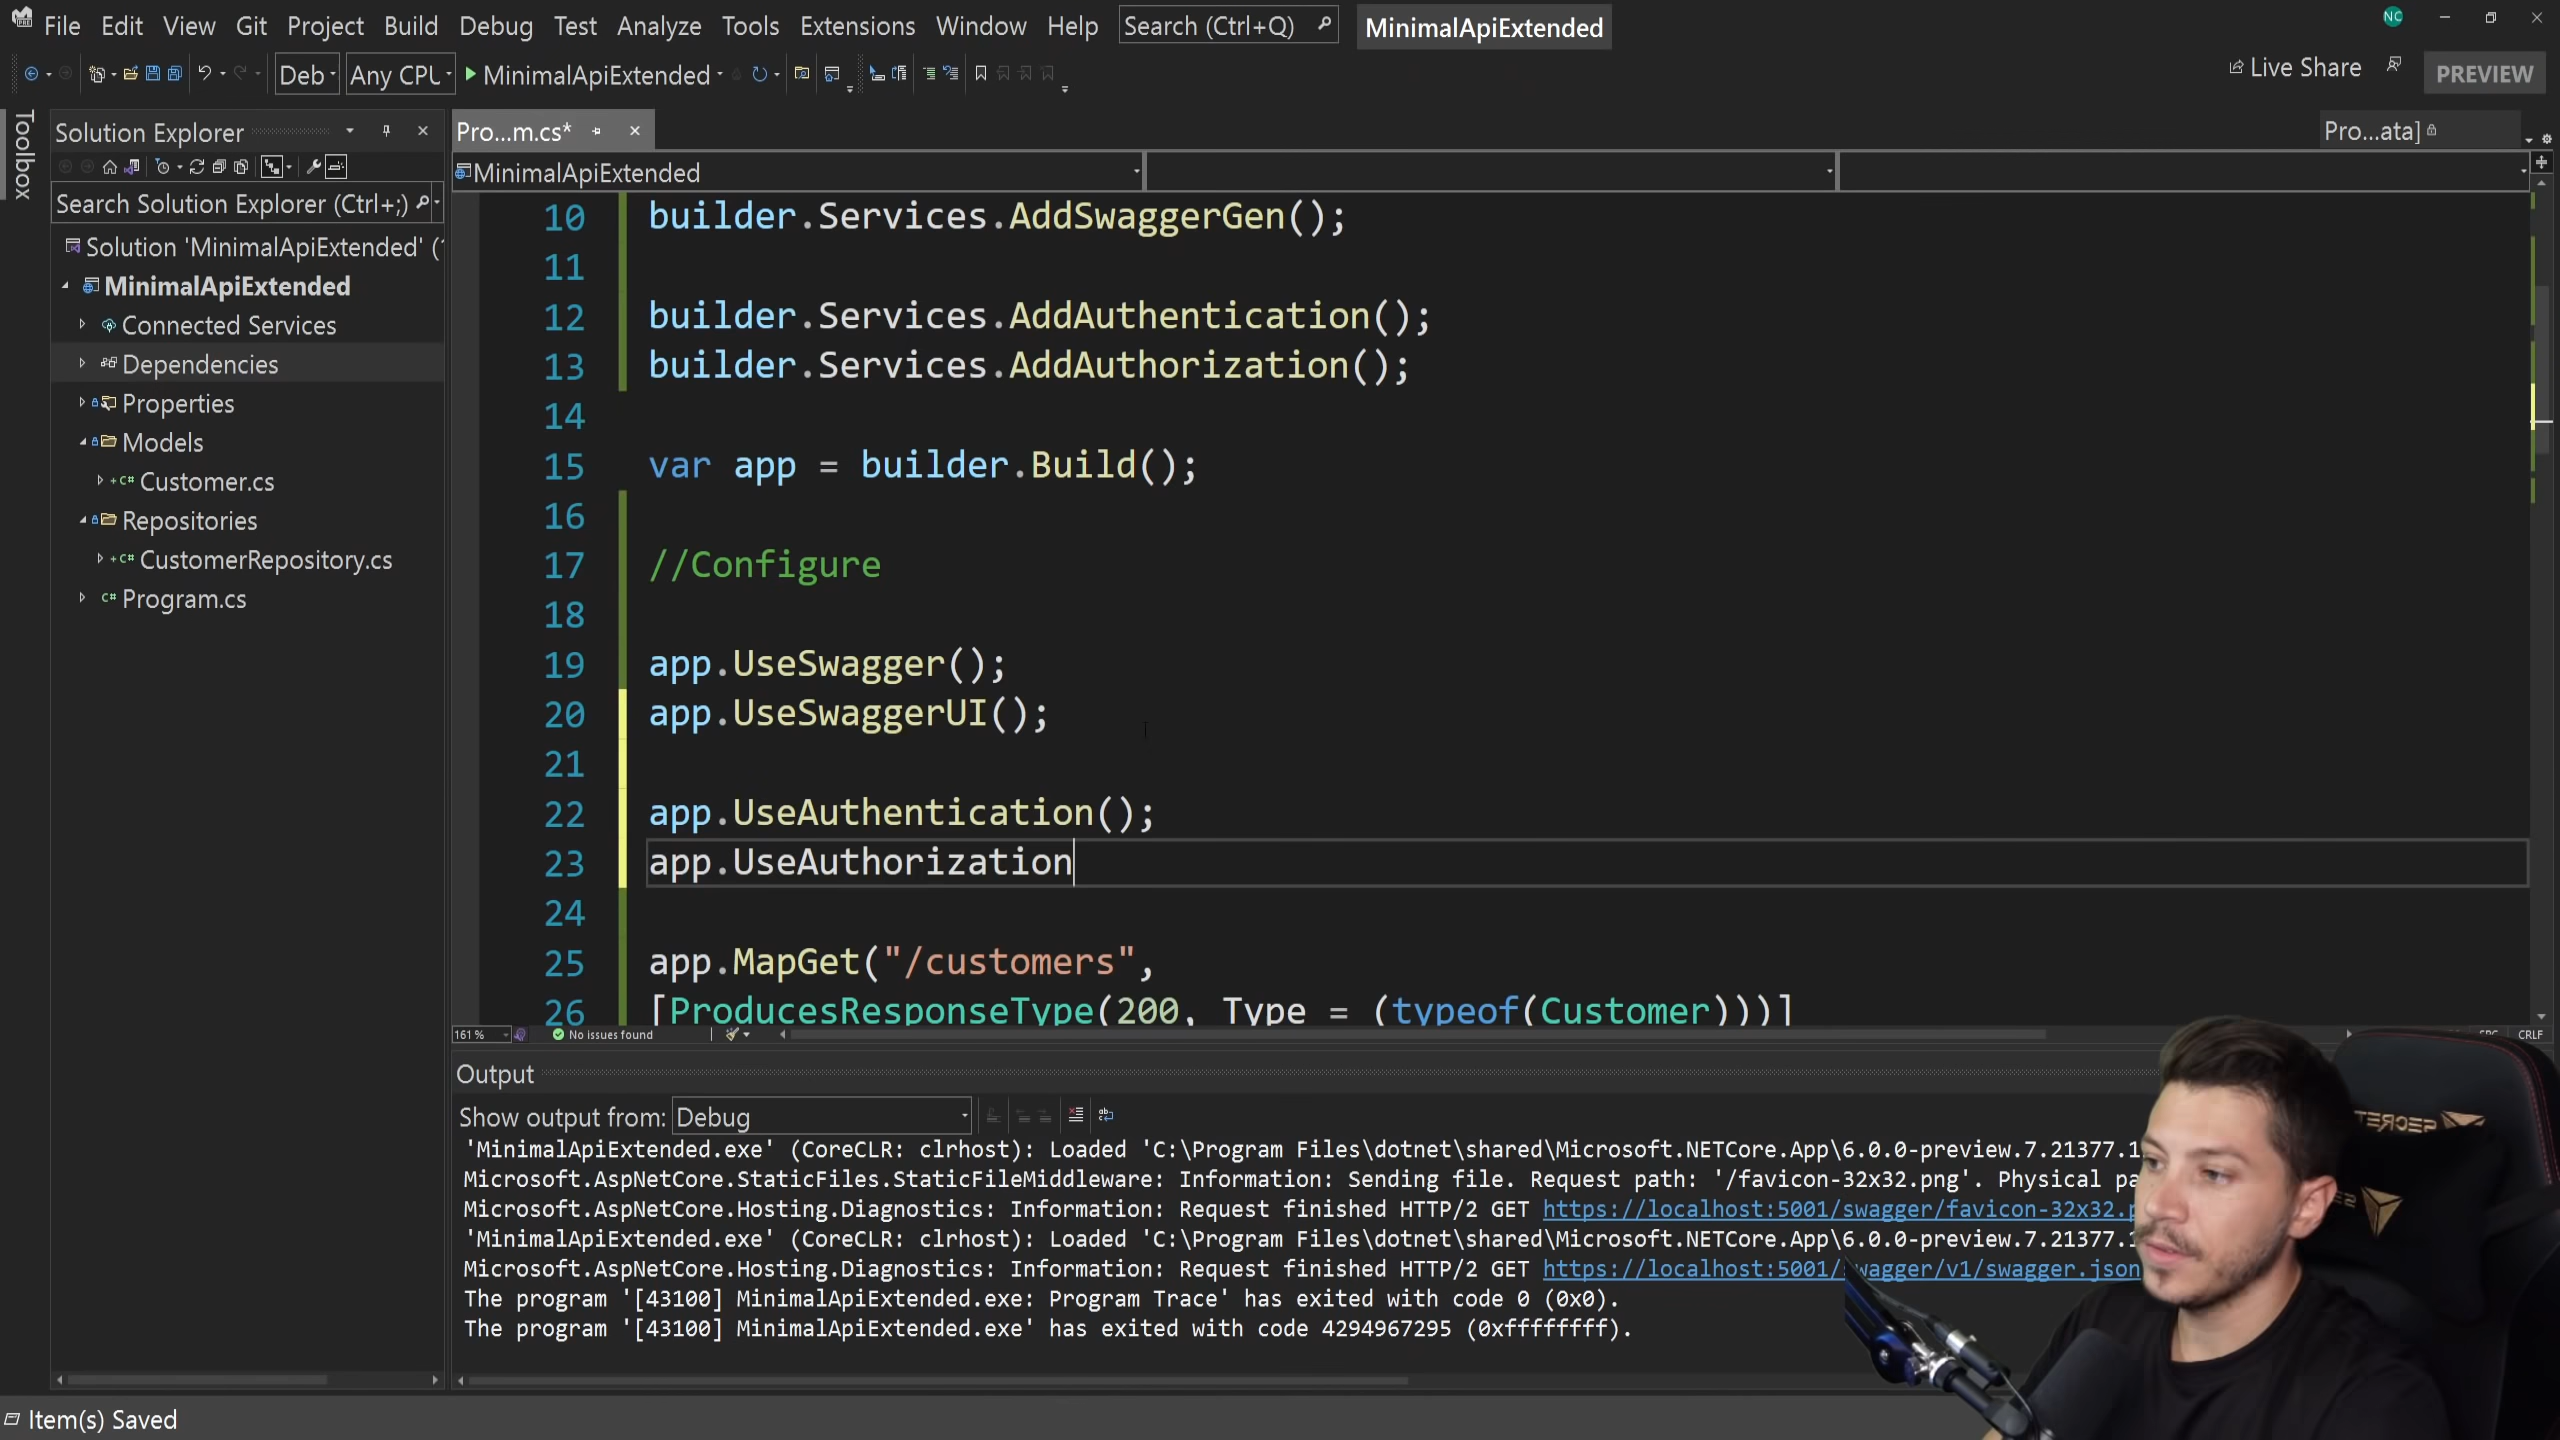 File Edit View Git Project Build Debug Test Analyze Tools Extensions Window Help Search (Ctrl+Q) MinimalApiExtended NC
Deb Any CPU MinimalApiExtended Live Share PREVIEW
Toolbox
Solution Explorer
Search Solution Explorer (Ctrl+;)
Solution 'MinimalApiExtended' (
MinimalApiExtended
Connected Services
Dependencies
Properties
Models
Customer.cs
Repositories
CustomerRepository.cs
Program.cs
Pro...m.cs* Pro...ata]
MinimalApiExtended
10 builder.Services.AddSwaggerGen();
11
12 builder.Services.AddAuthentication();
13 builder.Services.AddAuthorization();
14
15 var app = builder.Build();
16
17 //Configure
18
19 app.UseSwagger();
20 app.UseSwaggerUI();
21
22 app.UseAuthentication();
23 app.UseAuthorization
24
25 app.MapGet("/customers",
26 [ProducesResponseType(200, Type = (typeof(Customer)))]
161 % No issues found SPC CRLF
Output
Show output from: Debug
'MinimalApiExtended.exe' (CoreCLR: clrhost): Loaded 'C:\Program Files\dotnet\shared\Microsoft.NETCore.App\6.0.0-preview.7.21377.1
Microsoft.AspNetCore.StaticFiles.StaticFileMiddleware: Information: Sending file. Request path: '/favicon-32x32.png'. Physical pa
Microsoft.AspNetCore.Hosting.Diagnostics: Information: Request finished HTTP/2 GET https://localhost:5001/swagger/favicon-32x32.p
'MinimalApiExtended.exe' (CoreCLR: clrhost): Loaded 'C:\Program Files\dotnet\shared\Microsoft.NETCore.App\6.0.0-preview.7.21377.1
Microsoft.AspNetCore.Hosting.Diagnostics: Information: Request finished HTTP/2 GET https://localhost:5001/swagger/v1/swagger.json
The program '[43100] MinimalApiExtended.exe: Program Trace' has exited with code 0 (0x0).
The program '[43100] MinimalApiExtended.exe' has exited with code 4294967295 (0xffffffff).
Item(s) Saved